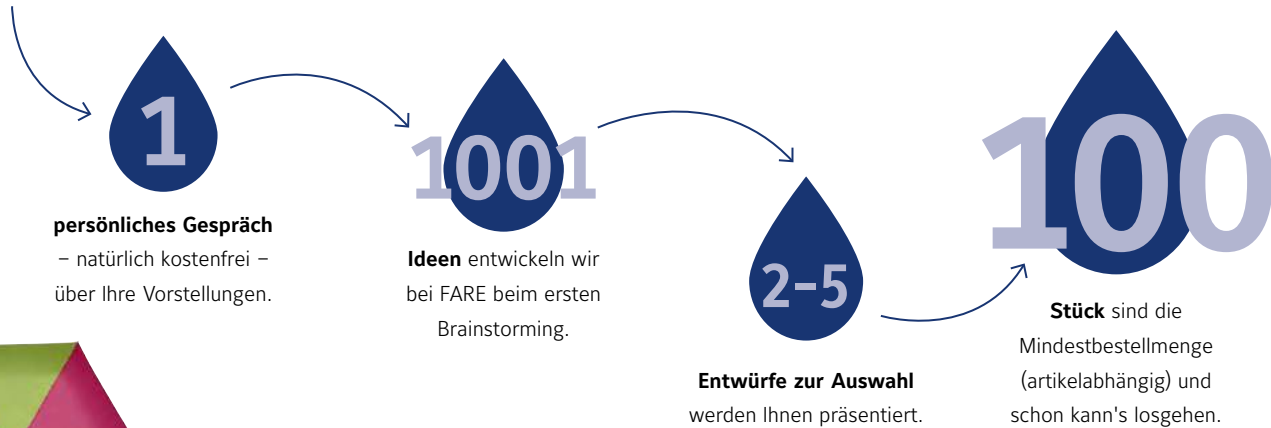 1
persönliches Gespräch
– natürlich kostenfrei –
über Ihre Vorstellungen.
1001
Ideen entwickeln wir
bei FARE beim ersten
Brainstorming.
2-5
Entwürfe zur Auswahl
werden Ihnen präsentiert.
100
Stück sind die
Mindestbestellmenge
(artikelabhängig) und
schon kann's losgehen.